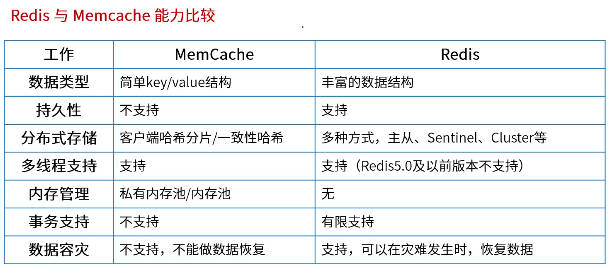 Redis 与 Memcache 能力比较
工作 MemCache Redis
数据类型 简单key/value结构 丰富的数据结构
持久性 不支持 支持
分布式存储 客户端哈希分片/一致性哈希 多种方式，主从、Sentinel、Cluster等
多线程支持 支持 支持（Redis5.0及以前版本不支持）
内存管理 私有内存池/内存池 无
事务支持 不支持 有限支持
数据容灾 不支持，不能做数据恢复 支持，可以在灾难发生时，恢复数据